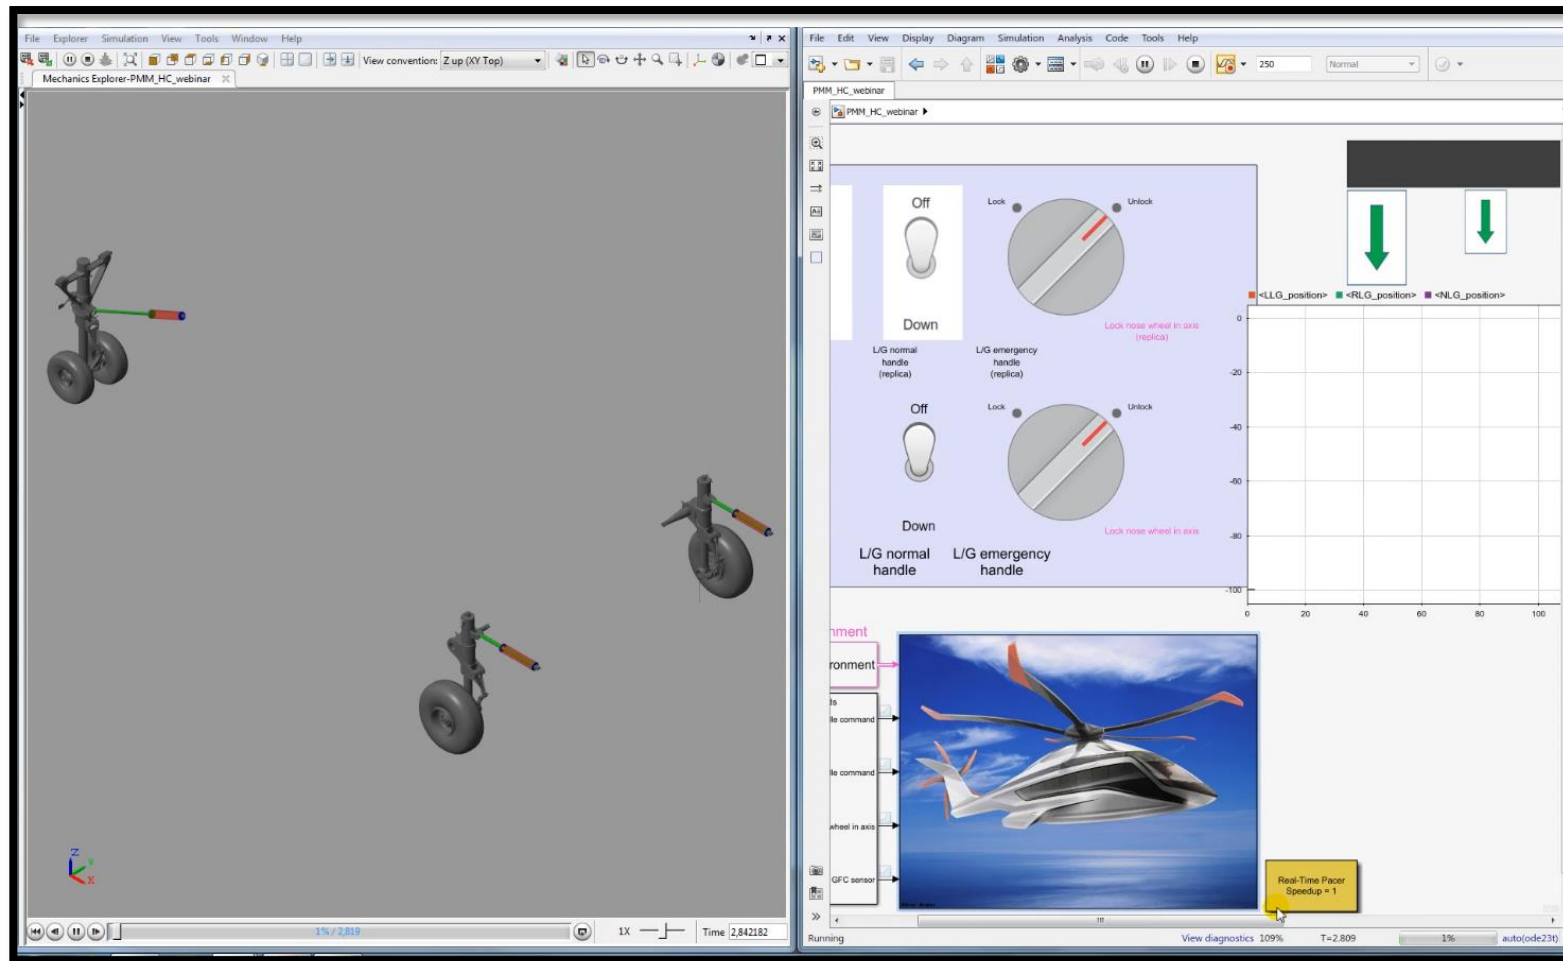 File Explorer Simulation View Tools Window Help
View convention: Z up (XY Top)
Mechanics Explorer-PMM_HC_webinar
Z
Y
X
1% / 2,819
1X
Time 2,842182
File Edit View Display Diagram Simulation Analysis Code Tools Help
250
Normal
PMM_HC_webinar
PMM_HC_webinar
Off
Lock
Unlock
Down
Lock nose wheel in axis
(replica)
L/G normal
handle
(replica)
L/G emergency
handle
(replica)
Off
Lock
Unlock
Down
Lock nose wheel in axis
L/G normal
handle
L/G emergency
handle
<LLG_position> <RLG_position> <NLG_position>
0
-20
-40
-60
-80
-100
0 20 40 60 80 100
nment
ronment
ds
lle command
lle command
wheel in axis
GFC sensor
Real-Time Pacer
Speedup = 1
Running
View diagnostics 109% T=2.809 1% auto(ode23t)